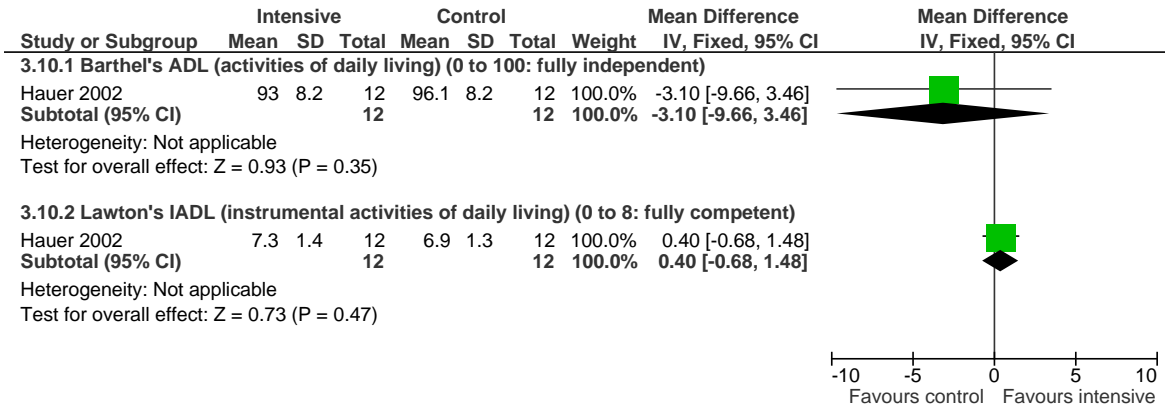 Intensive Control Mean Difference Mean Difference
Study or Subgroup Mean SD Total Mean SD Total Weight IV, Fixed, 95% CI IV, Fixed, 95% CI
3.10.1 Barthel's ADL (activities of daily living) (0 to 100: fully independent)
Hauer 2002 93 8.2 12 96.1 8.2 12 100.0% -3.10 [-9.66, 3.46]
Subtotal (95% CI) 12 12 100.0% -3.10 [-9.66, 3.46]
Heterogeneity: Not applicable
Test for overall effect: Z = 0.93 (P = 0.35)
3.10.2 Lawton's IADL (instrumental activities of daily living) (0 to 8: fully competent)
Hauer 2002 7.3 1.4 12 6.9 1.3 12 100.0% 0.40 [-0.68, 1.48]
Subtotal (95% CI) 12 12 100.0% 0.40 [-0.68, 1.48]
Heterogeneity: Not applicable
Test for overall effect: Z = 0.73 (P = 0.47)
-10 -5 0 5 10
Favours control Favours intensive